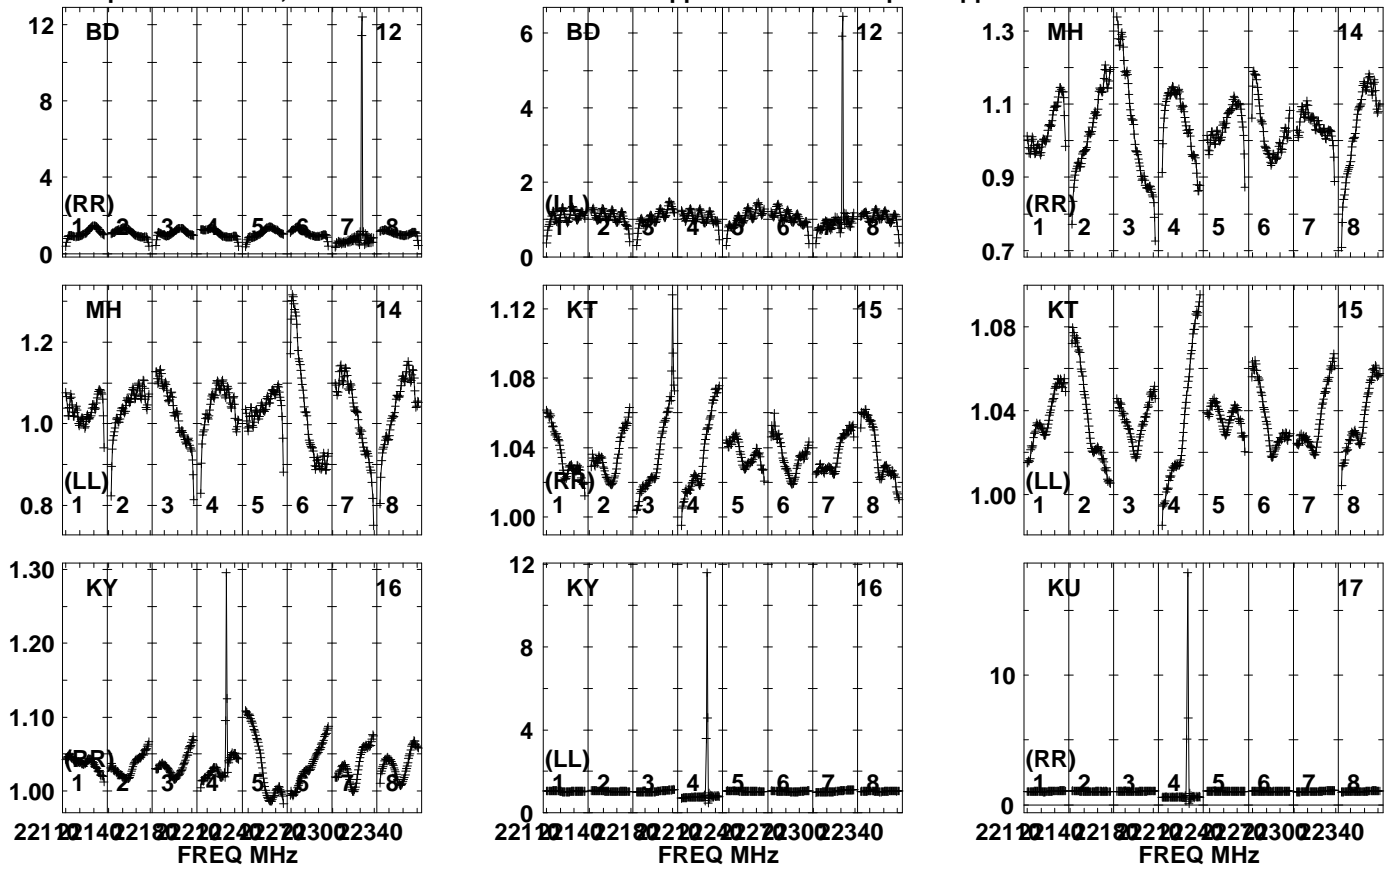 12 BD 12
8
4
(RR)
1 2 3 4 5 6 7 8
0
6 BD 12
4
2 (LL)
1 2 3 4 5 6 7 8
0
1.3 MH 14
1.1
0.9 (RR)
1 2 3 4 5 6 7 8
0.7
MH 14
1.2
1.0
(LL)
0.8 1 2 3 4 5 6 7 8
1.12 KT 15
1.08
1.04
(RR)
1 2 3 4 5 6 7 8
1.00
KT 15
1.08
1.04
(LL)
1.00 1 2 3 4 5 6 7 8
1.30 KY 16
1.20
1.10
(RR)
1 2 3 4 5 6 7 8
1.00
12 KY 16
8
4
(LL)
2 1 2 3 4 5 6 7 8
0
KU 17
10
(RR)
1 2 3 4 5 6 7 8
0
FREQ MHz
FREQ MHz
FREQ MHz